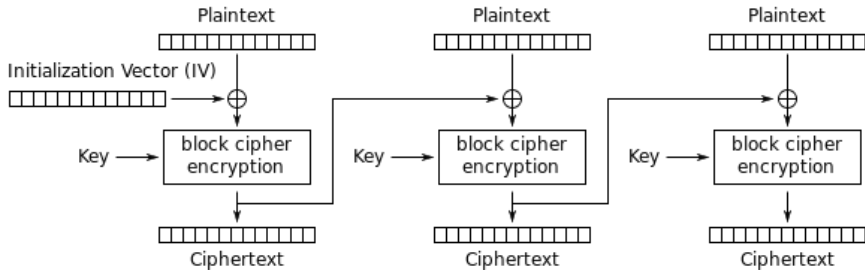 Plaintext Plaintext Plaintext
Initialization Vector (IV)
Key block cipher encryption Key block cipher encryption Key block cipher encryption
Ciphertext Ciphertext Ciphertext